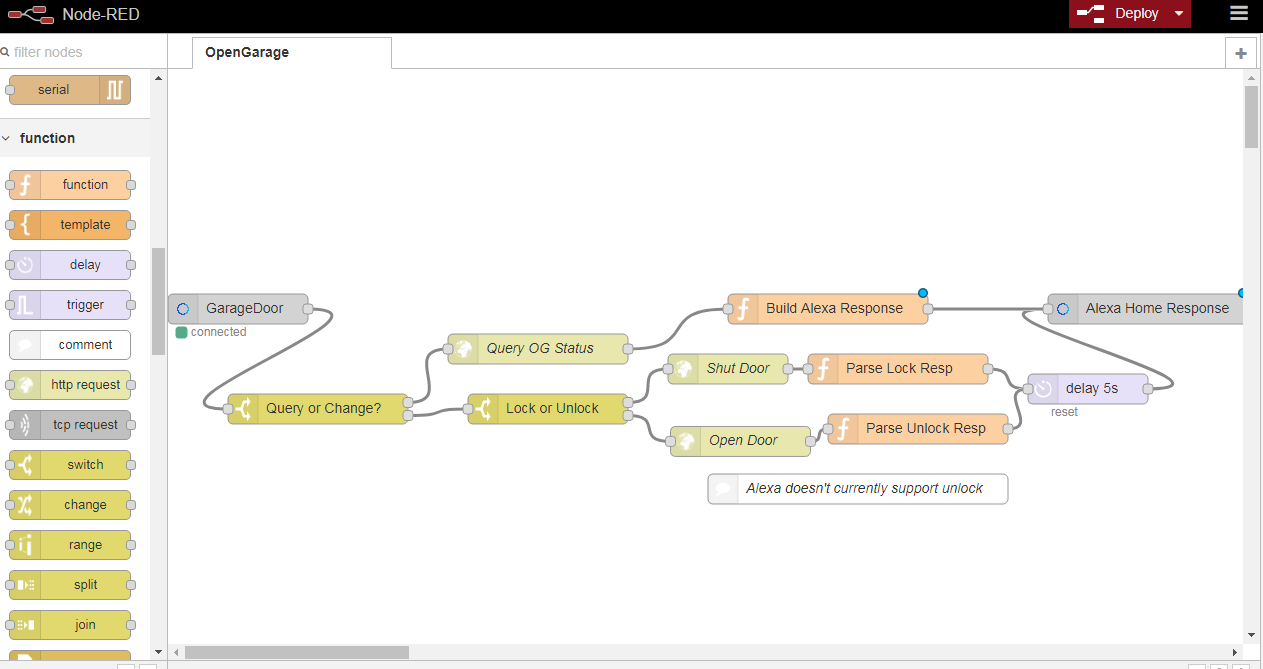 Node-RED
Deploy
filter nodes
OpenGarage
serial
function
function
template
delay
trigger
comment
http request
tcp request
switch
change
range
split
join
GarageDoor
connected
Query or Change?
Query OG Status
Lock or Unlock
Build Alexa Response
Shut Door
Parse Lock Resp
Open Door
Parse Unlock Resp
Alexa doesn't currently support unlock
delay 5s
reset
Alexa Home Response